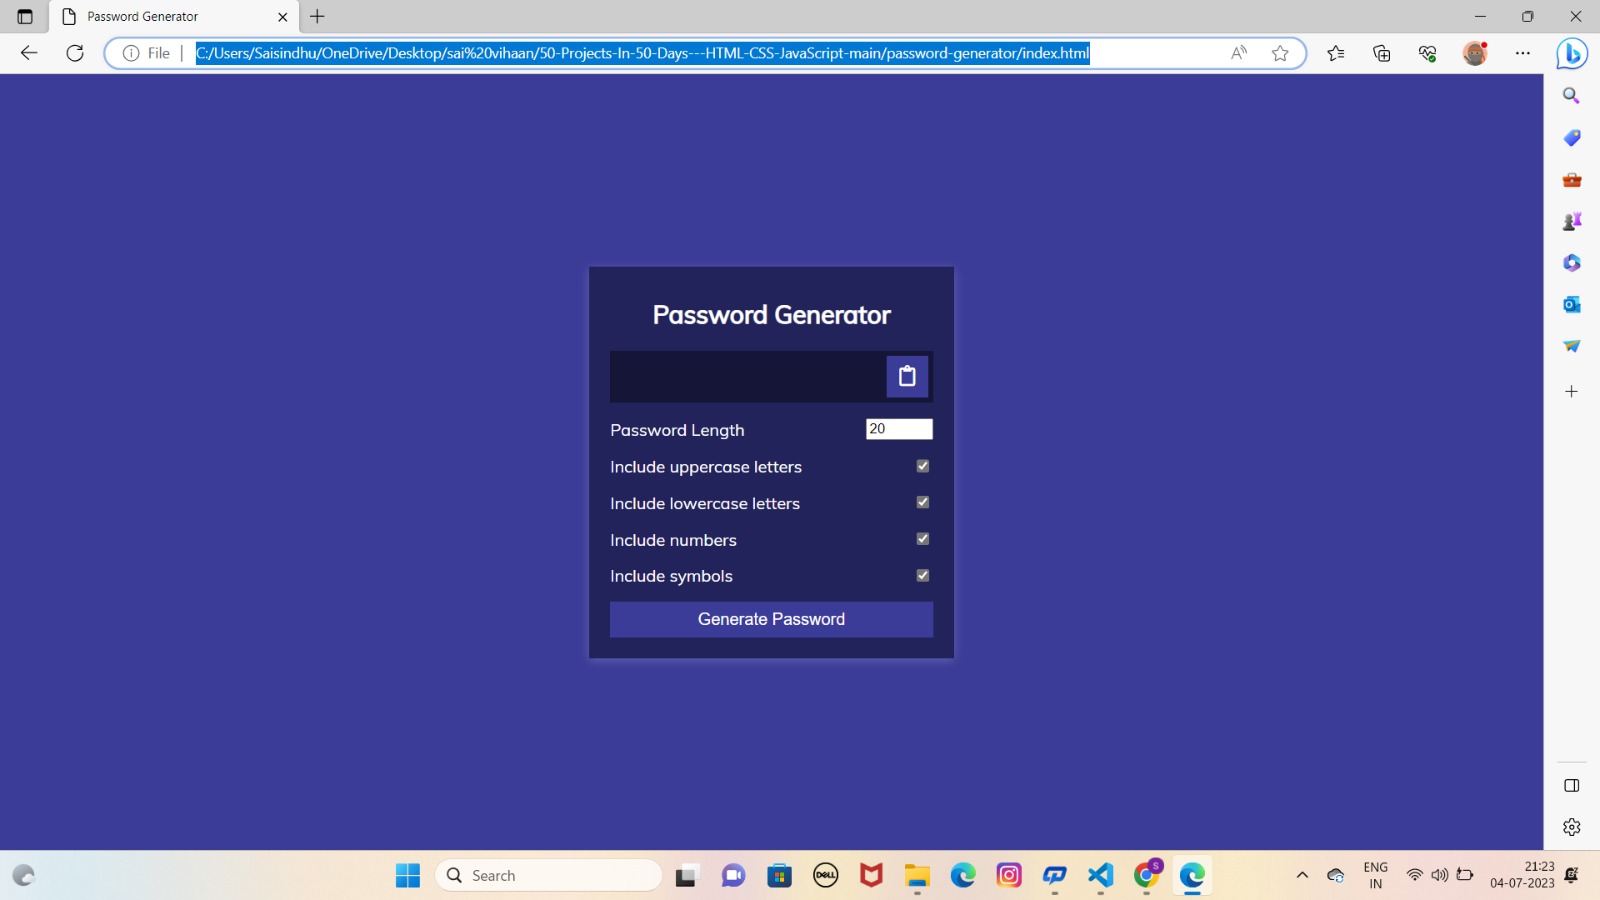 Password Generator
File
C:/Users/Saisindhu/OneDrive/Desktop/sai%20vihaan/50-Projects-In-50-Days---HTML-CSS-JavaScript-main/password-generator/index.html
Password Generator
Password Length 20
Include uppercase letters
Include lowercase letters
Include numbers
Include symbols
Generate Password
Search
DELL
S
ENG
IN
21:23
04-07-2023